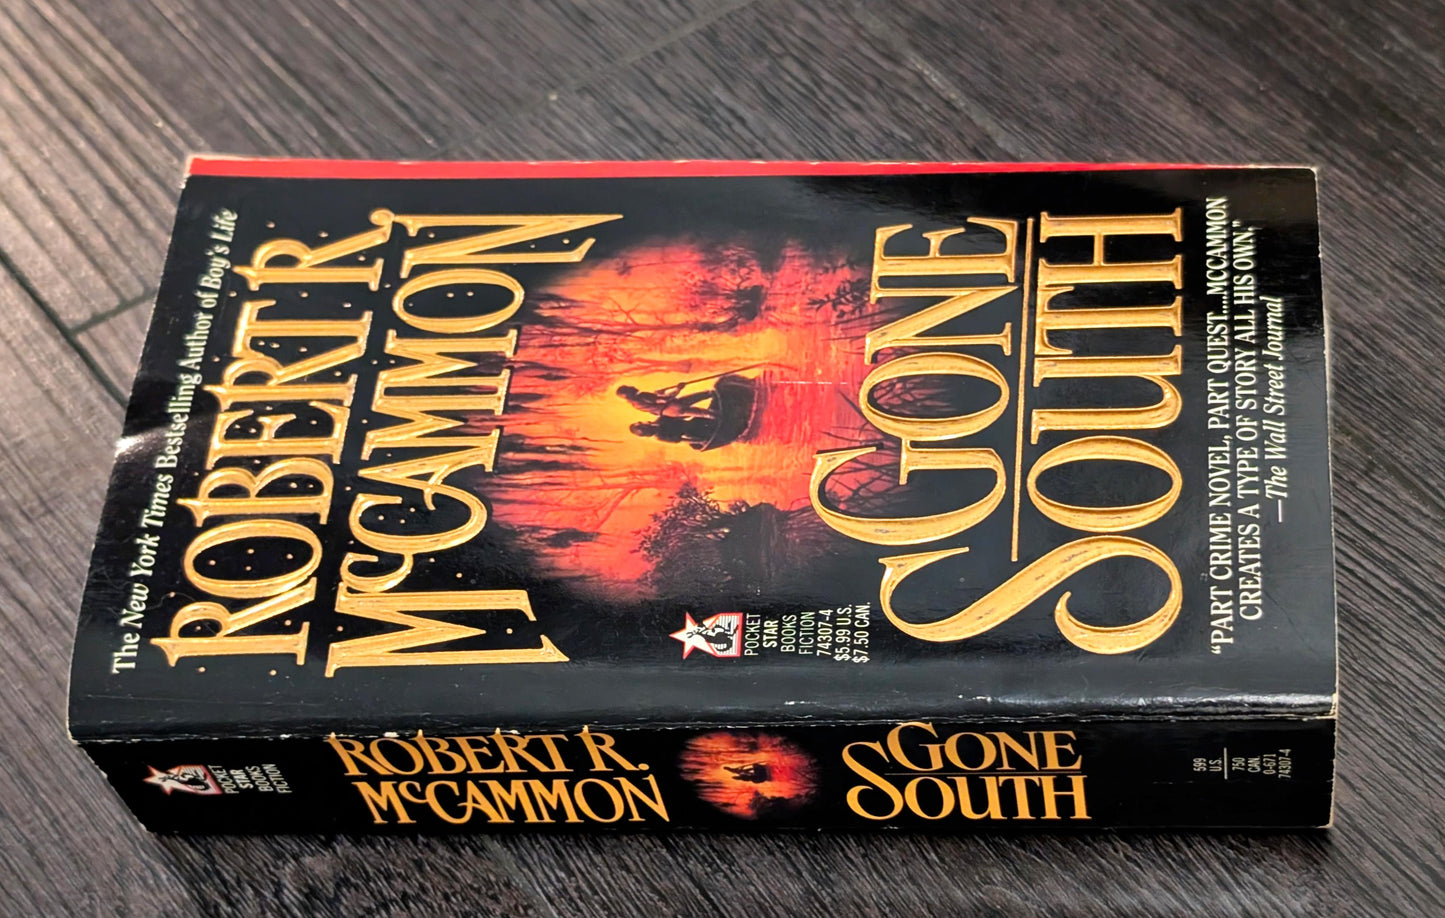 The New York Times Bestselling Author of Boy's Life
ROBERT R.
McCAMMON
POCKET
STAR
BOOKS
FICTION
74307-4
$5.99 U.S.
$7.50 CAN.
GONE
SOUTH
“PART CRIME NOVEL, PART QUEST....MCCAMMON
CREATES A TYPE OF STORY ALL HIS OWN.”
—The Wall Street Journal
POCKET
STAR
BOOKS
FICTION
ROBERT R.
McCAMMON
GONE
SOUTH
599
U.S.
750
CAN.
0-671
74307-4